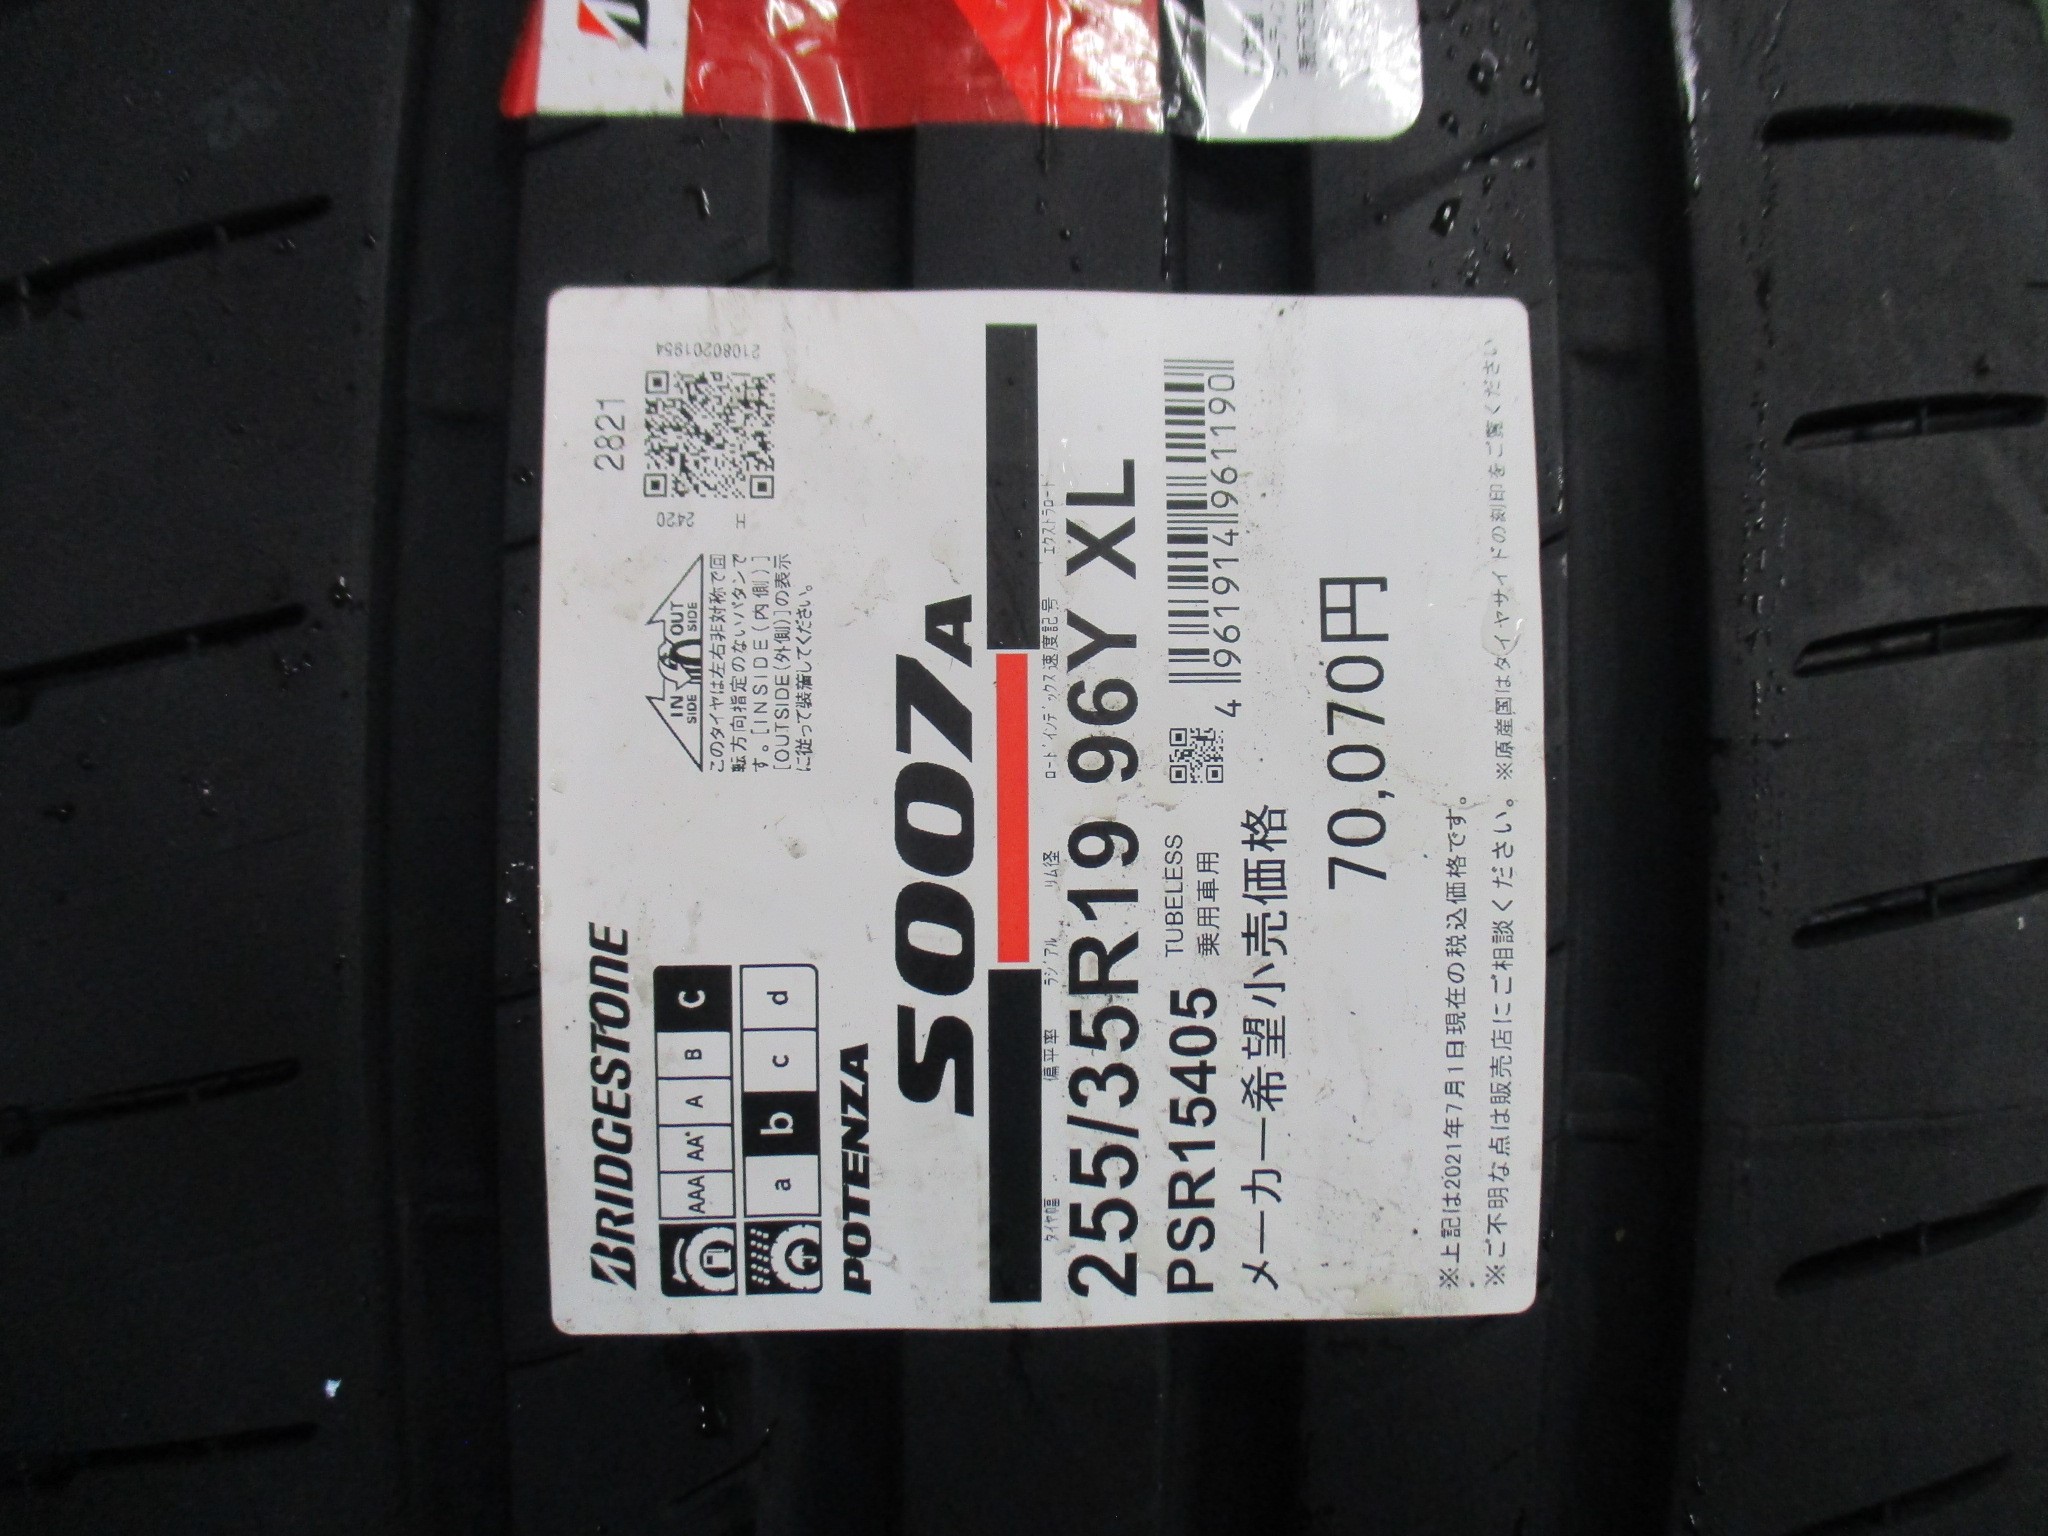 BRIDGESTONE
2821
AAA AA⁺ A B C
a b c d
IN SIDE OUT SIDE
このタイヤは左右非対称で回
転方向指定のないパタンで
す。[INSIDE(内側)]
[OUTSIDE(外側)]の表示
に従って装着してください。
2420
エ
21080201954
POTENZA
S007A
タイヤ幅 偏平率 ラジアル リム径 ロードインデックス 速度記号 エクストラロード
255/35R19 96Y XL
PSR15405
TUBELESS
乗用車用
4 961914 961190
メーカー希望小売価格
70,070円
※上記は2021年7月1日現在の税込価格です。
※ご不明な点は販売店にご相談ください。※原産国はタイヤサイドの刻印をご覧ください